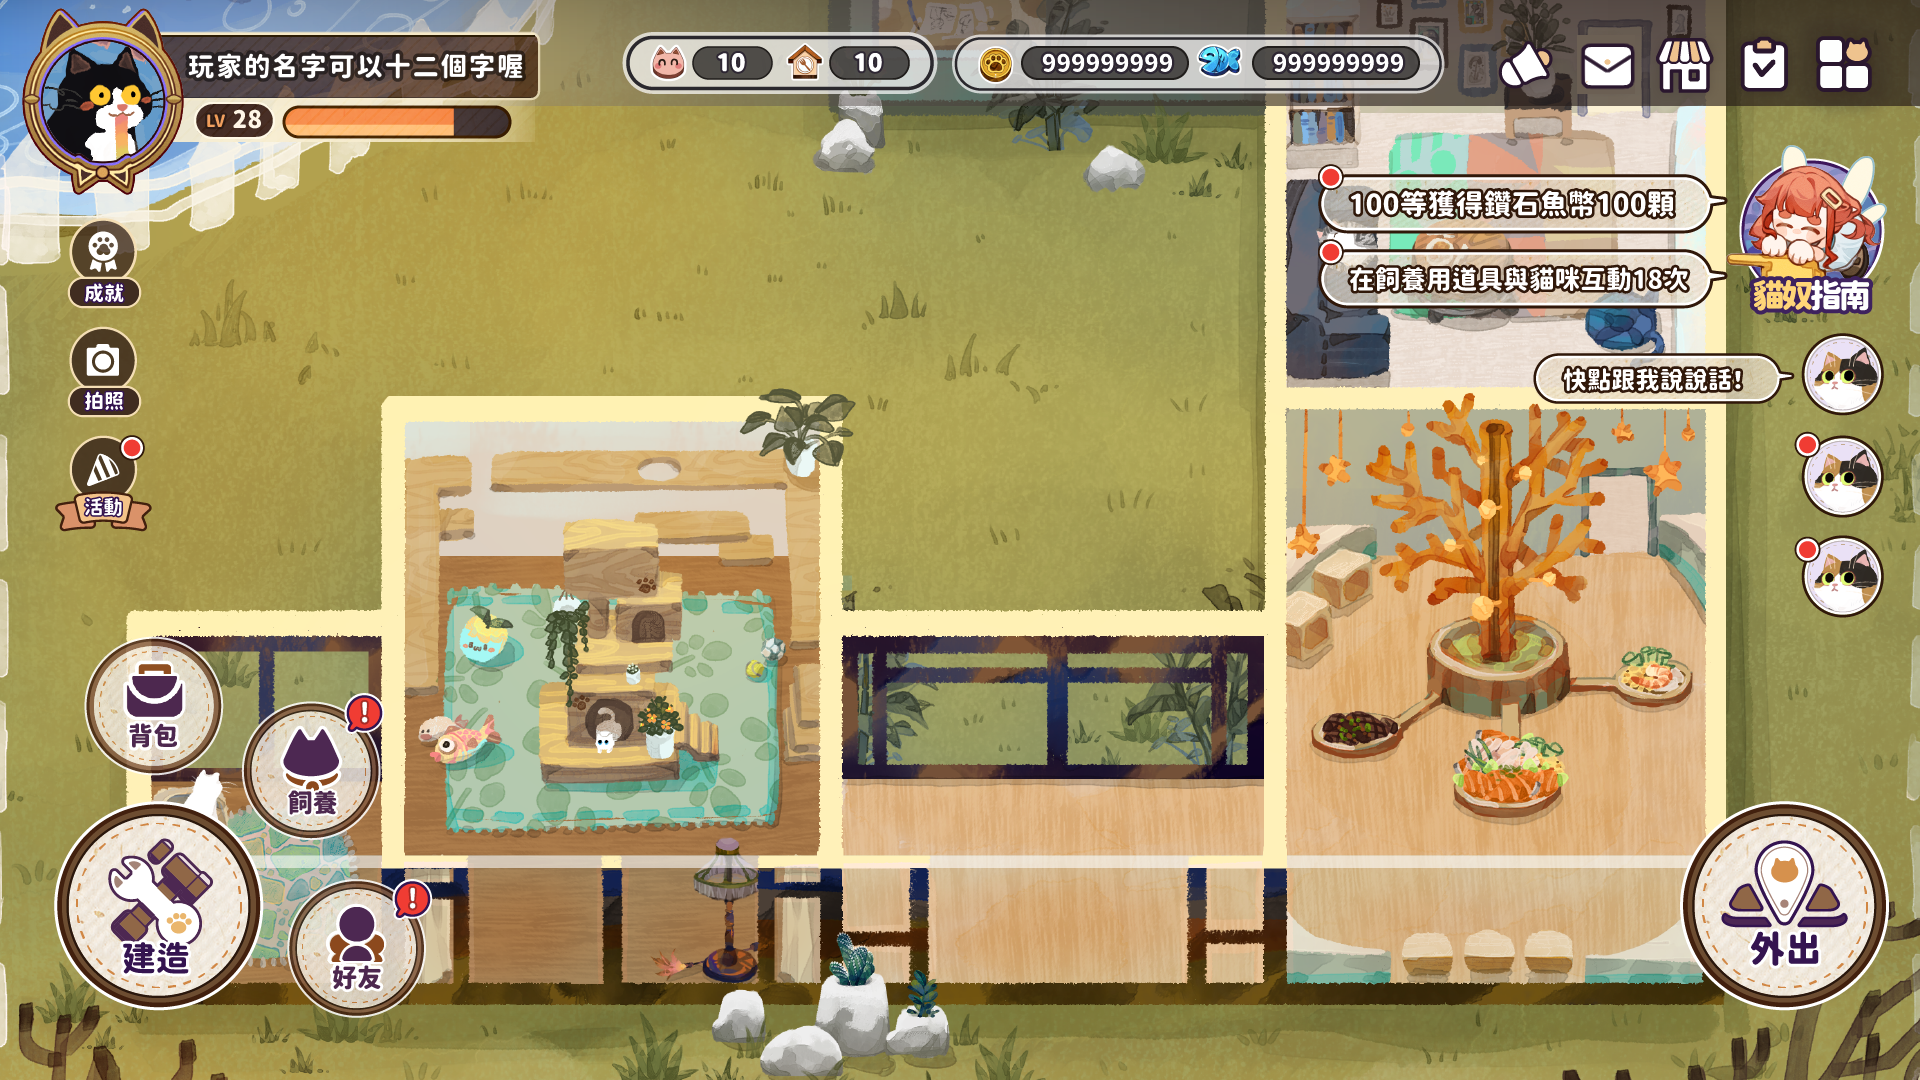 玩家的名字可以十二個字喔
LV 28
10
10
999999999
999999999
成就
拍照
活動
100等獲得鑽石魚幣100顆
在飼養用道具與貓咪互動18次
貓奴指南
快點跟我說說話!
背包
!
飼養
建造
!
好友
外出